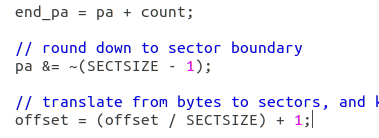 end_pa = pa + count;
// round down to sector boundary
pa &= ~(SECTSIZE - 1);
// translate from bytes to sectors, and
offset = (offset / SECTSIZE) + 1;